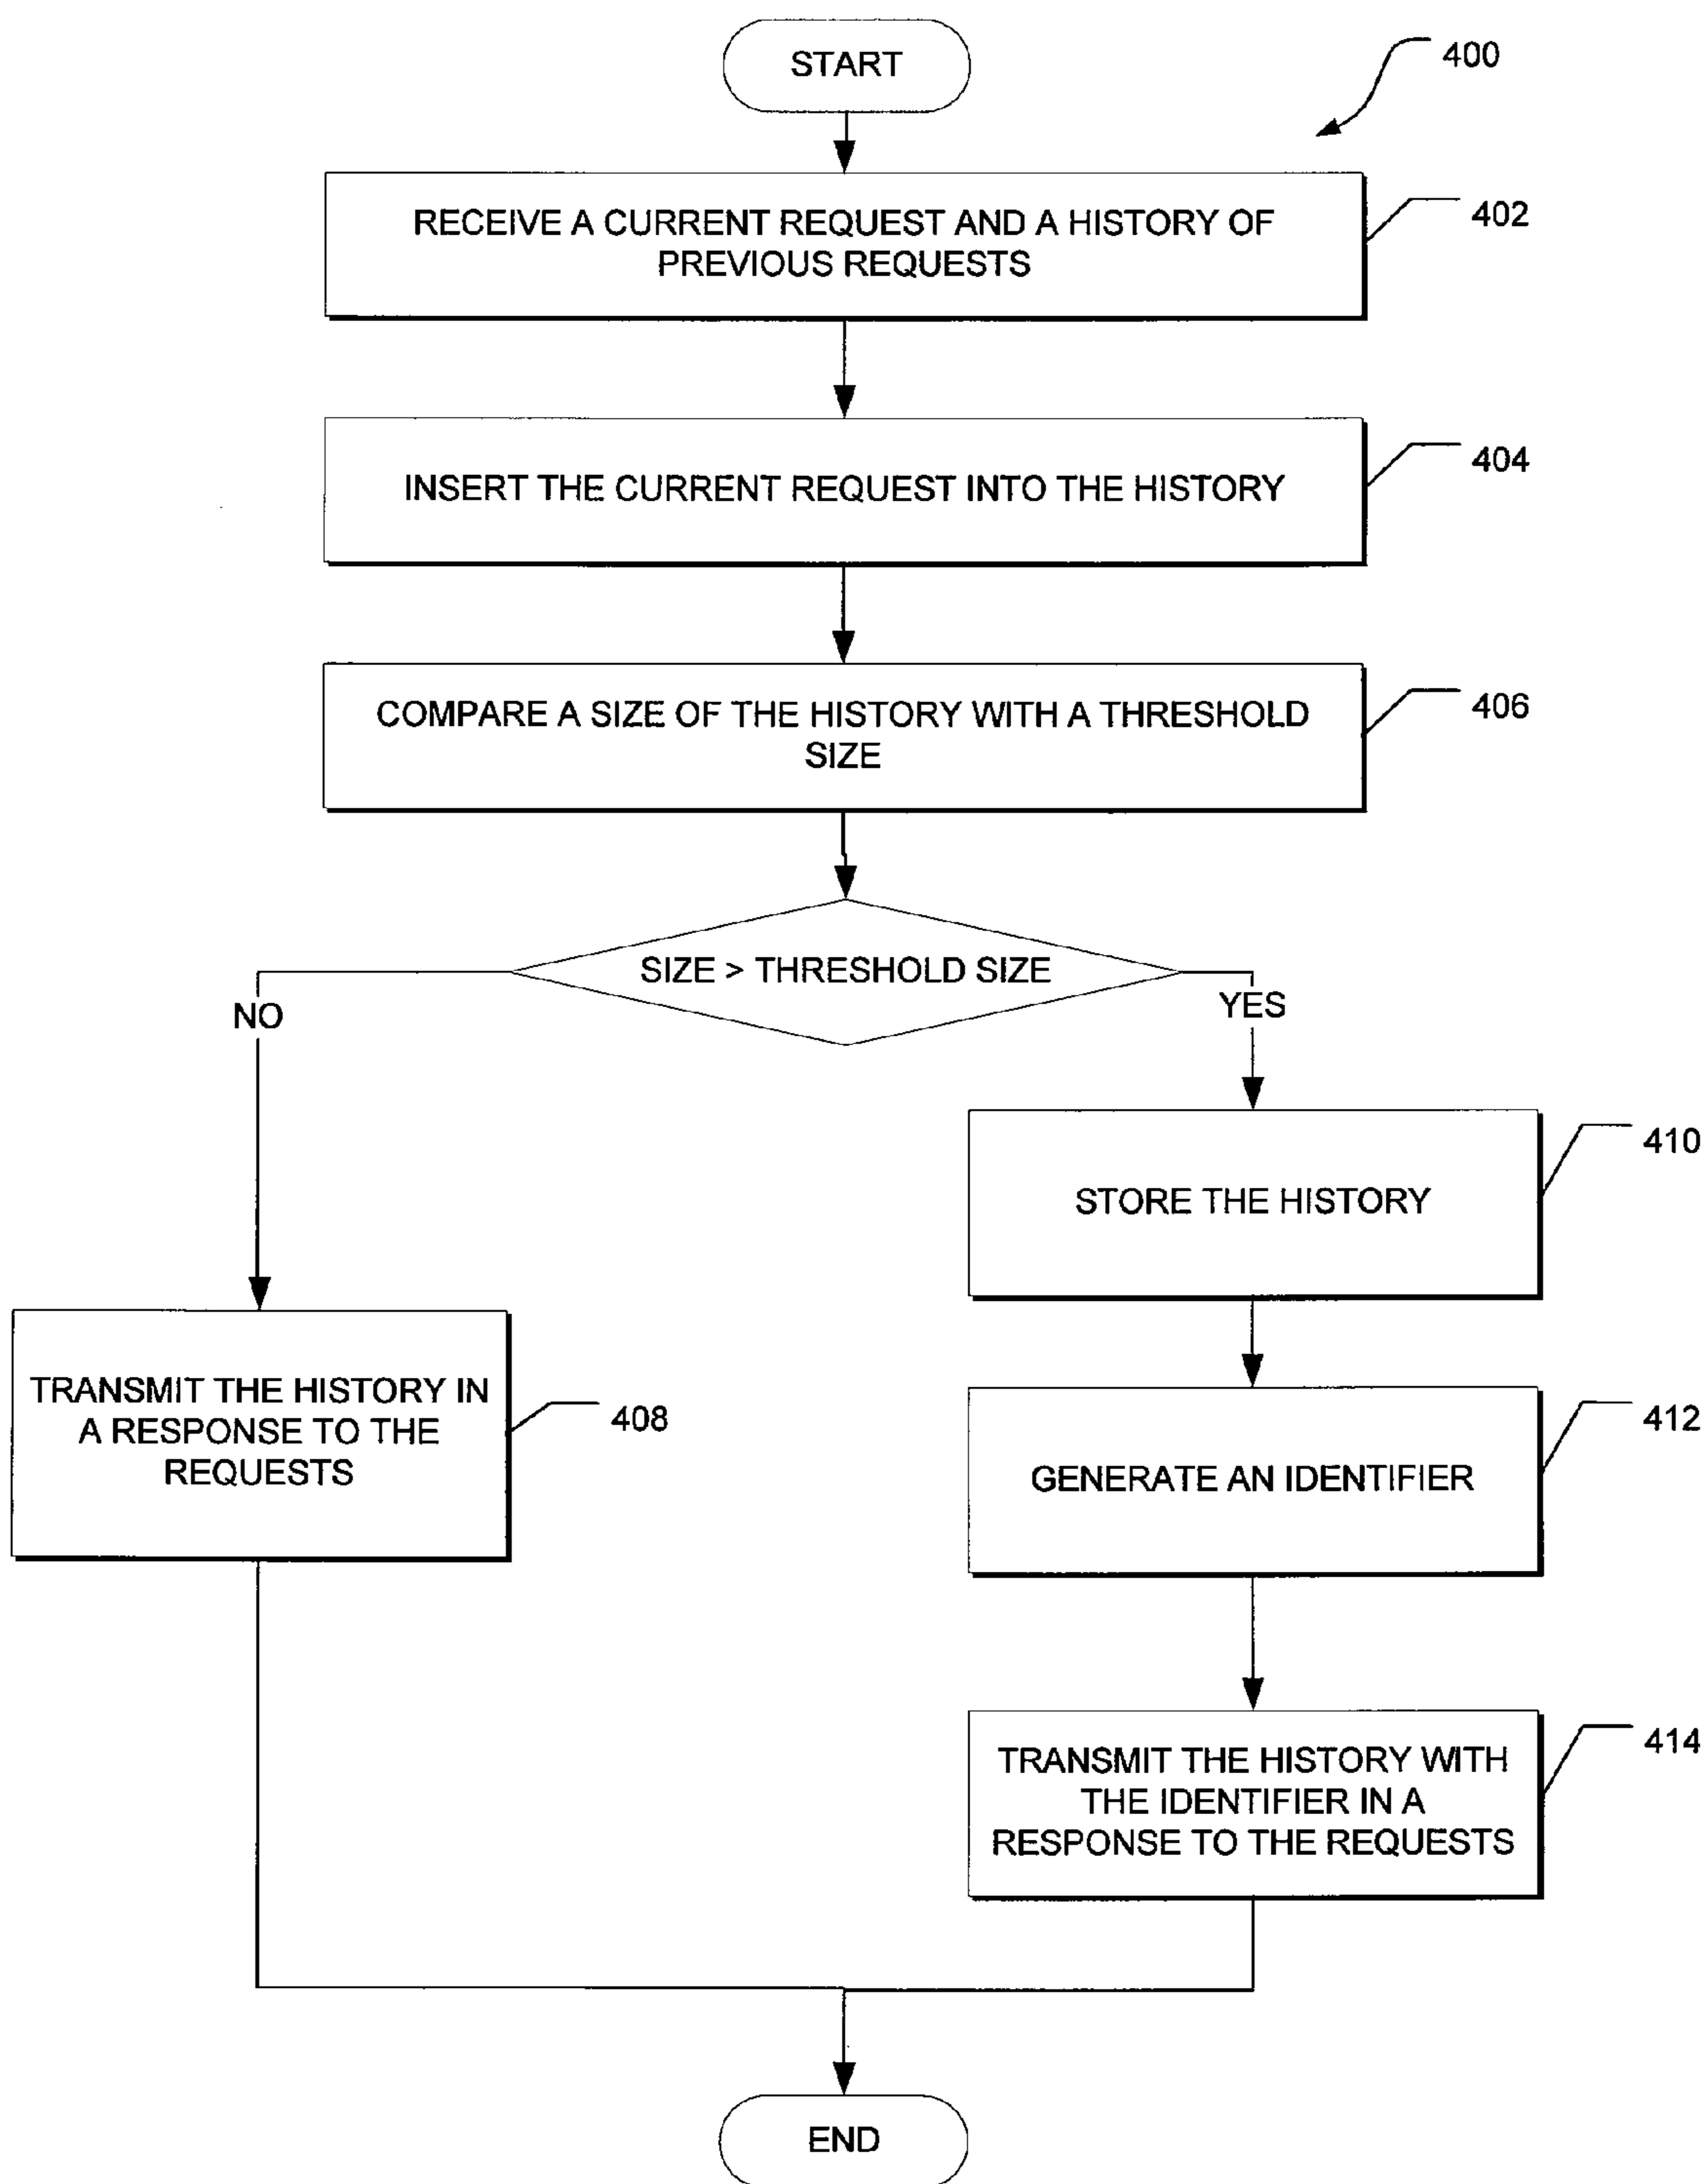 START
400
RECEIVE A CURRENT REQUEST AND A HISTORY OF
PREVIOUS REQUESTS
402
INSERT THE CURRENT REQUEST INTO THE HISTORY
404
COMPARE A SIZE OF THE HISTORY WITH A THRESHOLD
SIZE
406
SIZE > THRESHOLD SIZE
NO
YES
STORE THE HISTORY
410
TRANSMIT THE HISTORY IN
A RESPONSE TO THE
REQUESTS
408
GENERATE AN IDENTIFIER
412
TRANSMIT THE HISTORY WITH
THE IDENTIFIER IN A
RESPONSE TO THE REQUESTS
414
END